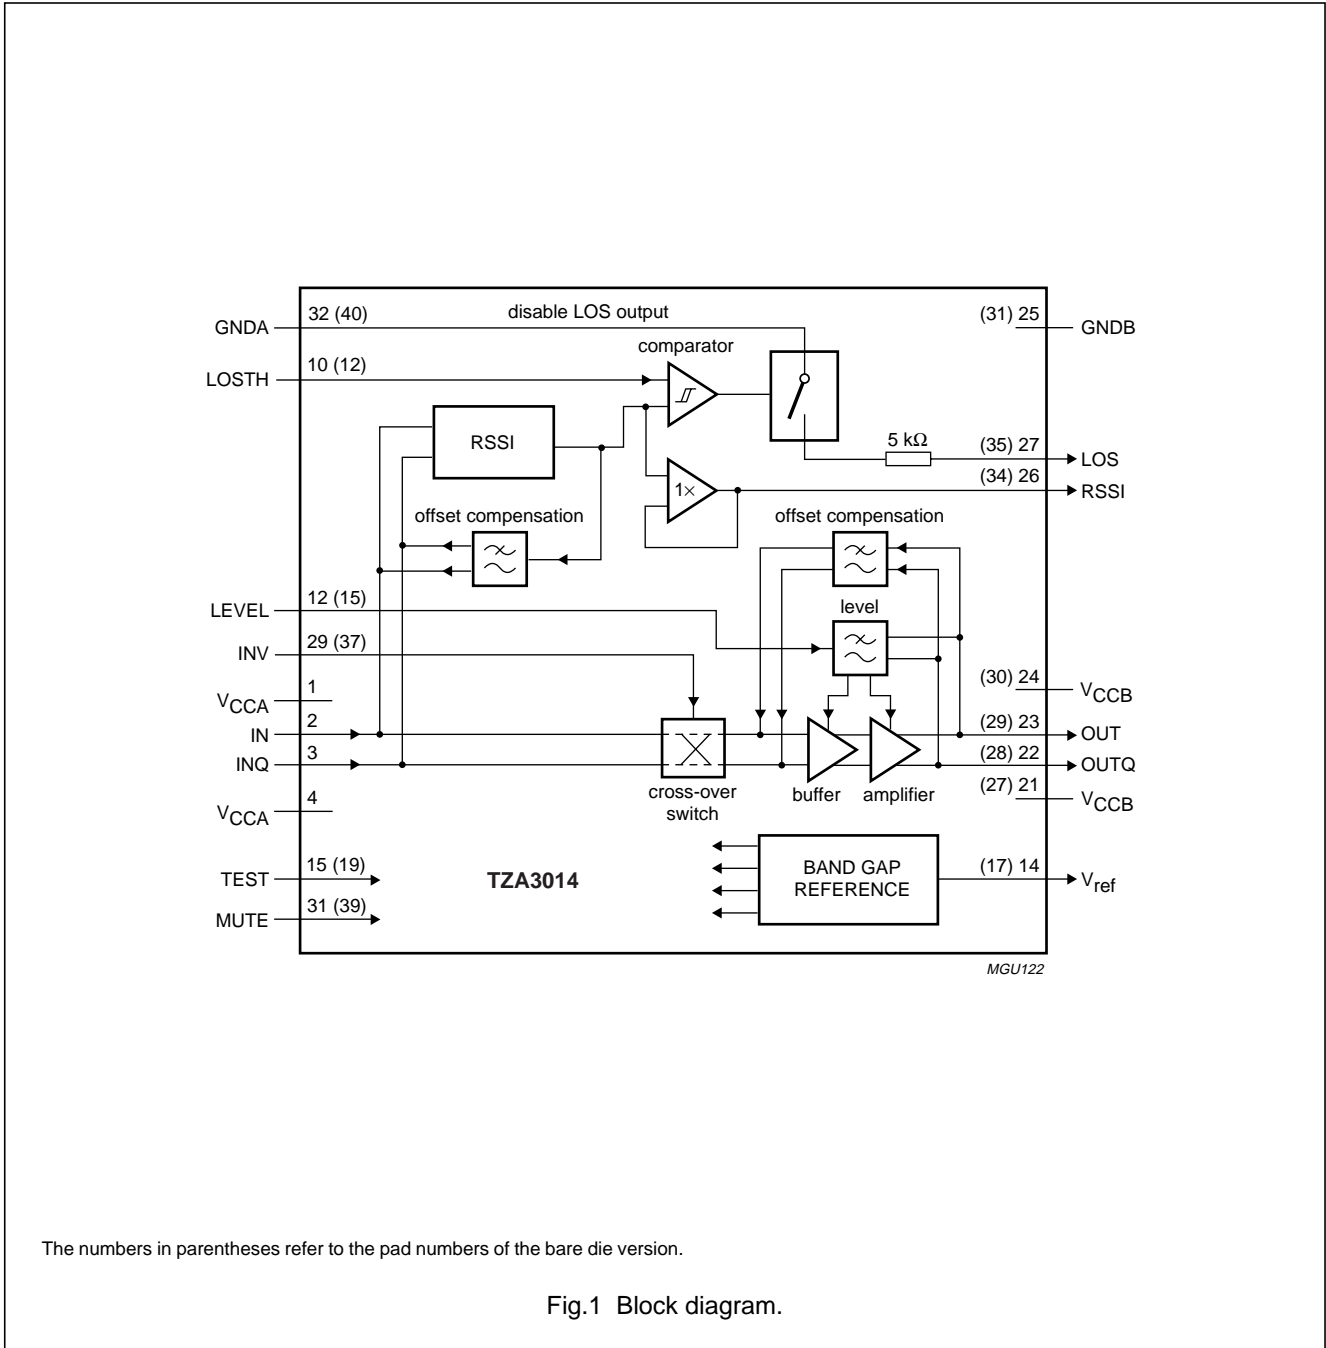 32 (40)
disable LOS output
(31) 25
GNDA
GNDB
comparator
10 (12)
LOSTH
RSSI
5 kΩ
(35) 27
LOS
(34) 26
RSSI
1×
offset compensation
offset compensation
12 (15)
LEVEL
level
29 (37)
INV
(30) 24
VCCB
1
VCCA
2
IN
(29) 23
OUT
3
INQ
(28) 22
OUTQ
cross-over
switch
buffer
amplifier
(27) 21
VCCB
4
VCCA
15 (19)
TEST
TZA3014
BAND GAP
REFERENCE
(17) 14
Vref
31 (39)
MUTE
MGU122
The numbers in parentheses refer to the pad numbers of the bare die version.
Fig.1 Block diagram.